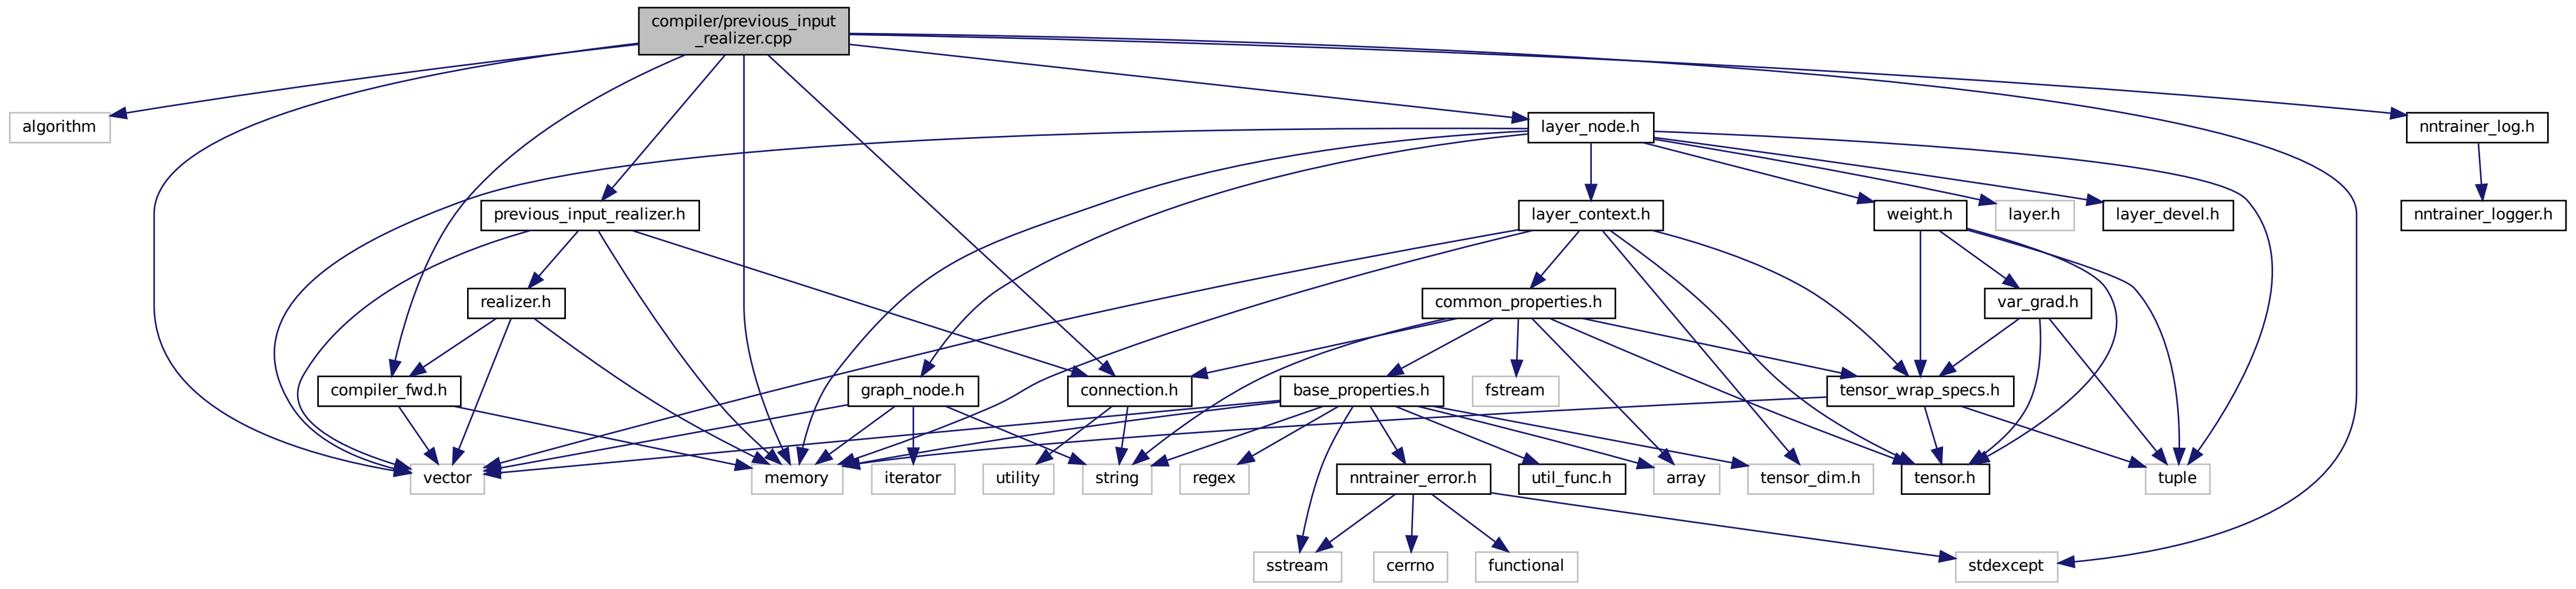 compiler/previous_input
_realizer.cpp
algorithm
layer_node.h
nntrainer_log.h
previous_input_realizer.h
layer_context.h
weight.h
layer.h
layer_devel.h
nntrainer_logger.h
realizer.h
common_properties.h
var_grad.h
compiler_fwd.h
graph_node.h
connection.h
base_properties.h
fstream
tensor_wrap_specs.h
vector
memory
iterator
utility
string
regex
nntrainer_error.h
util_func.h
array
tensor_dim.h
tensor.h
tuple
sstream
cerrno
functional
stdexcept